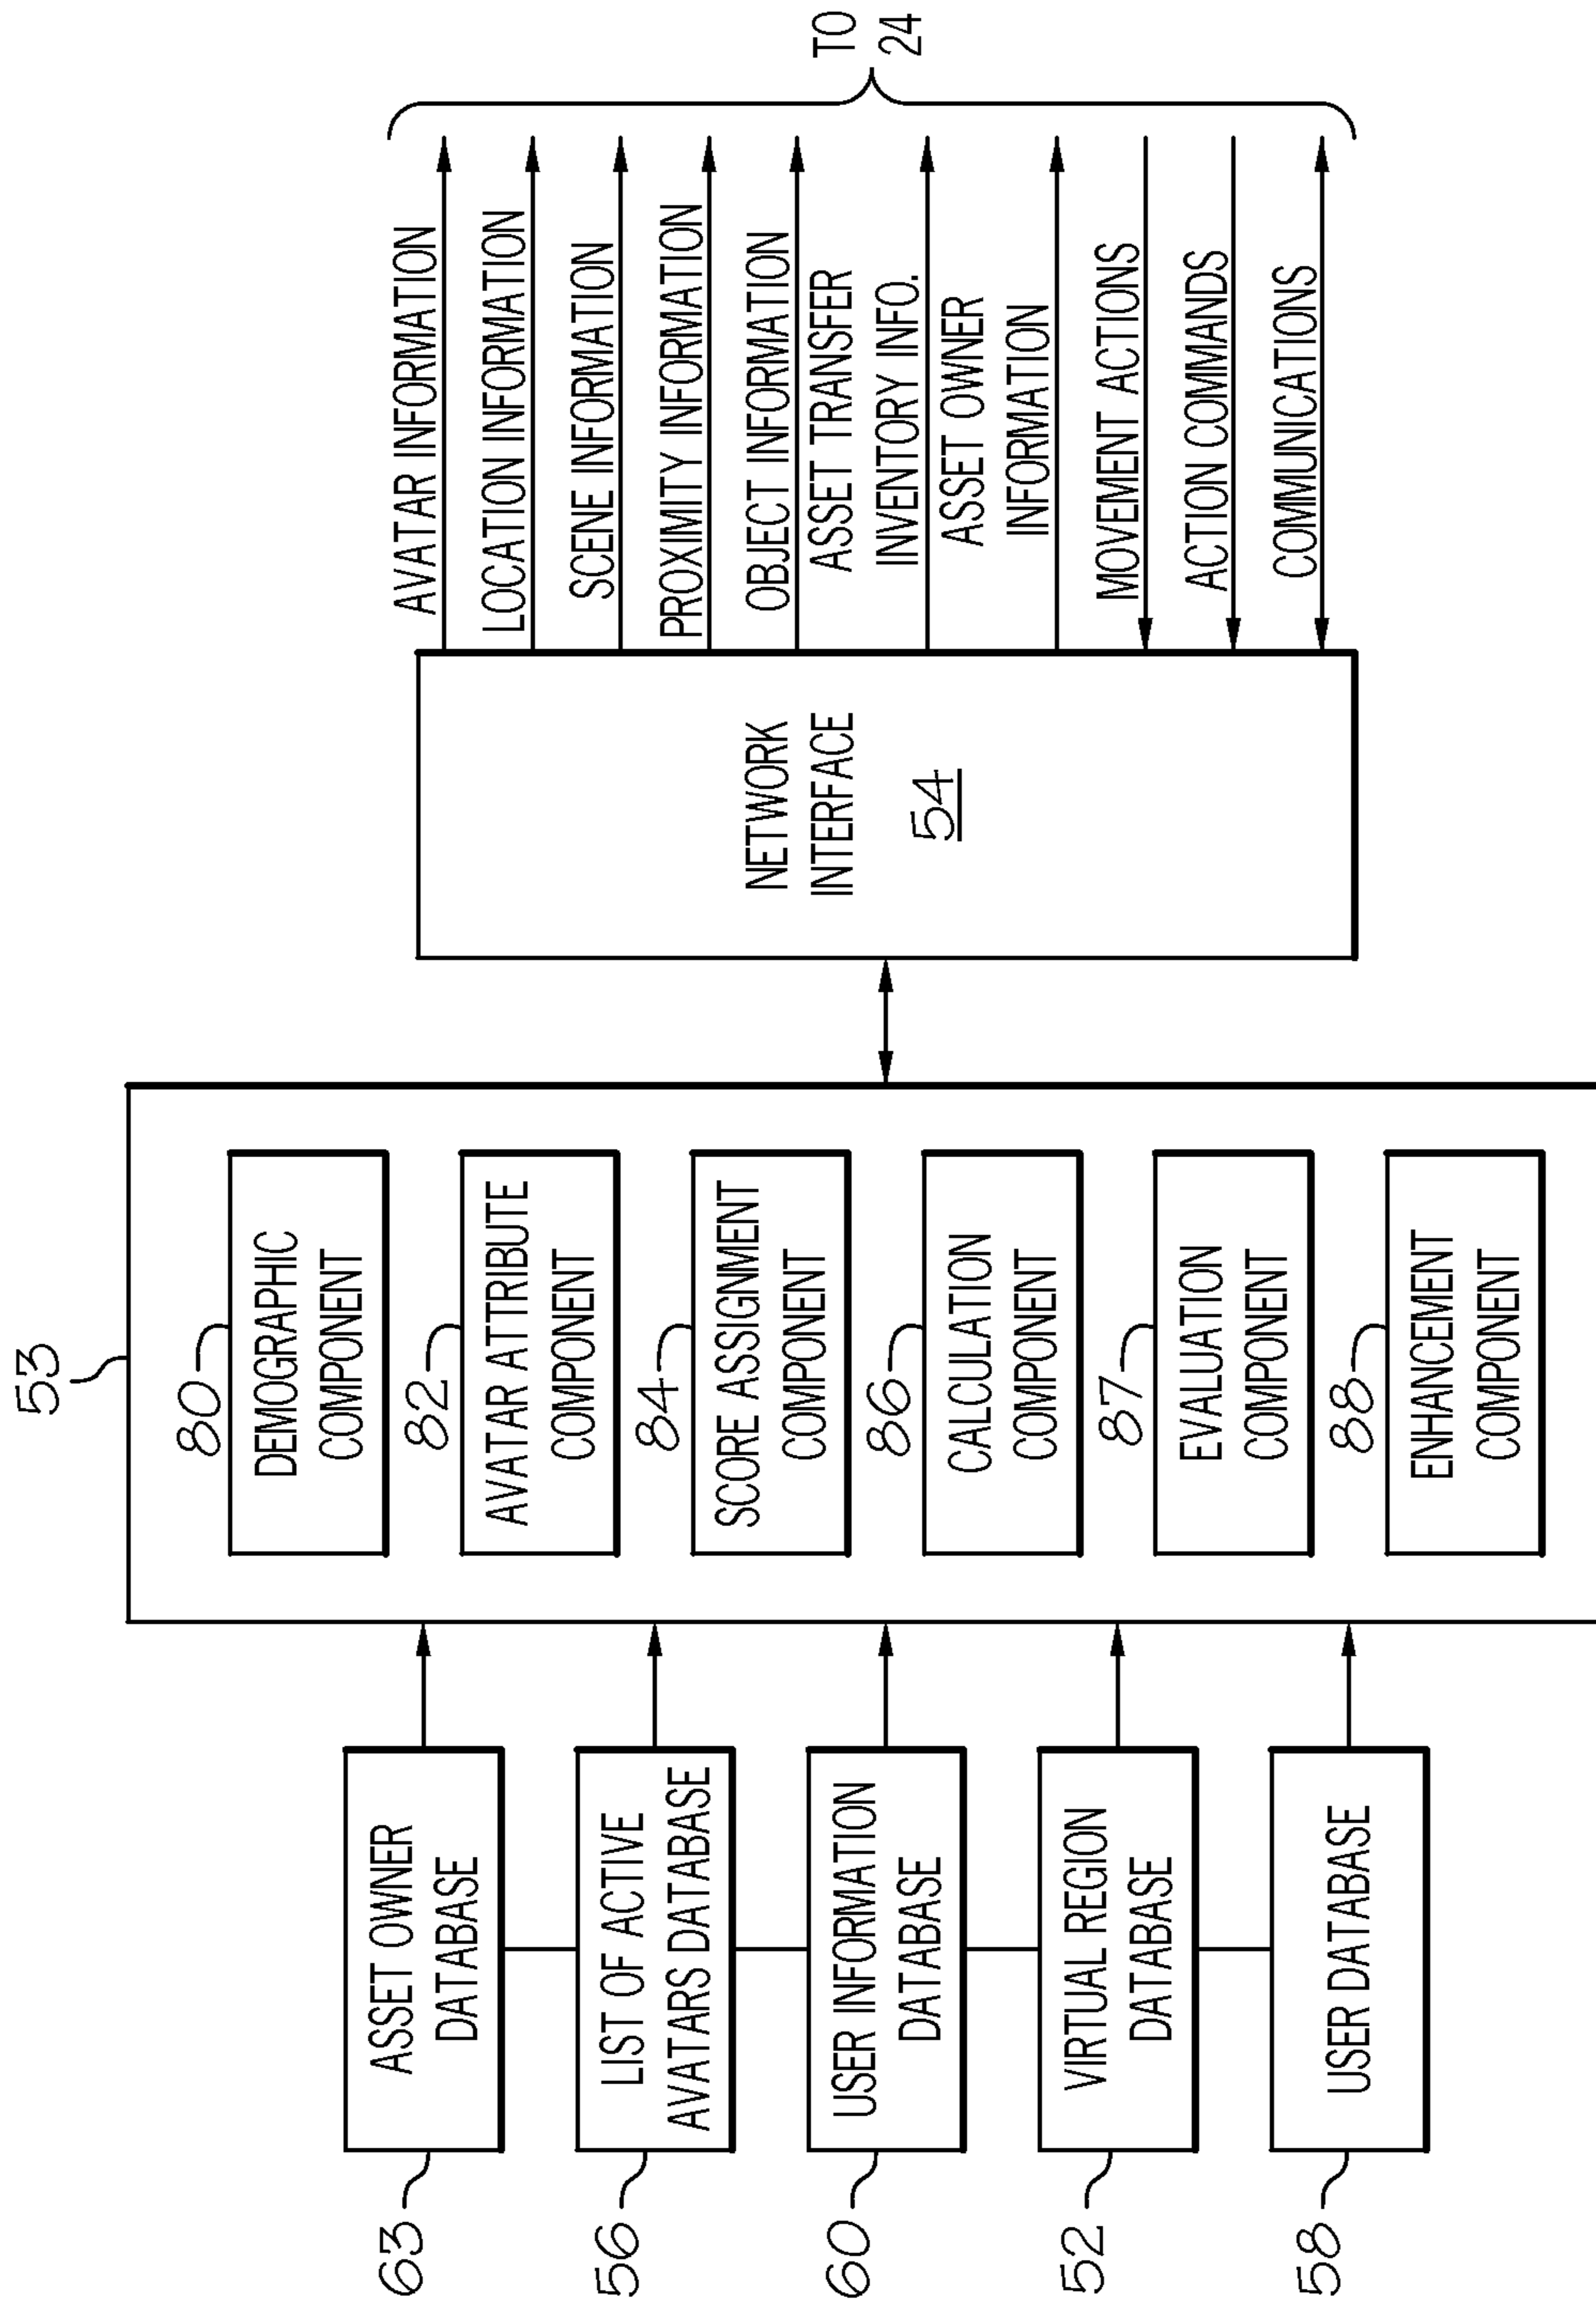 53
63
ASSET OWNER
DATABASE
56
LIST OF ACTIVE
AVATARS DATABASE
60
USER INFORMATION
DATABASE
52
VIRTUAL REGION
DATABASE
58
USER DATABASE
80
DEMOGRAPHIC
COMPONENT
82
AVATAR ATTRIBUTE
COMPONENT
84
SCORE ASSIGNMENT
COMPONENT
86
CALCULATION
COMPONENT
87
EVALUATION
COMPONENT
88
ENHANCEMENT
COMPONENT
NETWORK
INTERFACE
54
AVATAR INFORMATION
LOCATION INFORMATION
SCENE INFORMATION
PROXIMITY INFORMATION
OBJECT INFORMATION
ASSET TRANSFER
INVENTORY INFO.
ASSET OWNER
INFORMATION
MOVEMENT ACTIONS
ACTION COMMANDS
COMMUNICATIONS
TO
24